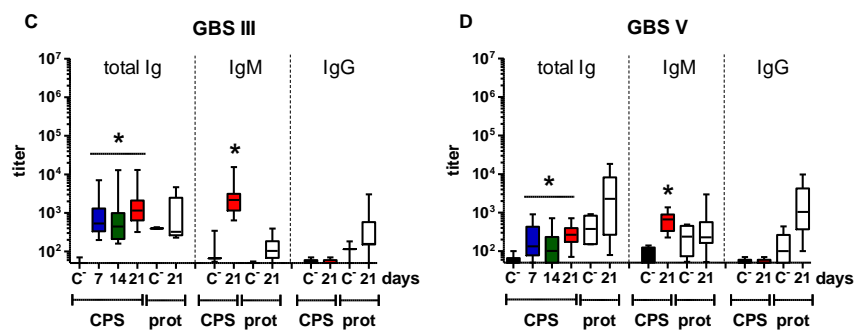 C
GBS III
total Ig
IgM
IgG
titer
10⁷
10⁶
10⁵
10⁴
10³
10²
*
*
C⁻ 7 14 21 C⁻ 21 C⁻ 21 C⁻ 21 C⁻ 21 C⁻ 21 days
CPS prot CPS prot CPS prot
D
GBS V
total Ig
IgM
IgG
titer
10⁷
10⁶
10⁵
10⁴
10³
10²
*
*
C⁻ 7 14 21 C⁻ 21 C⁻ 21 C⁻ 21 C⁻ 21 C⁻ 21 days
CPS prot CPS prot CPS prot